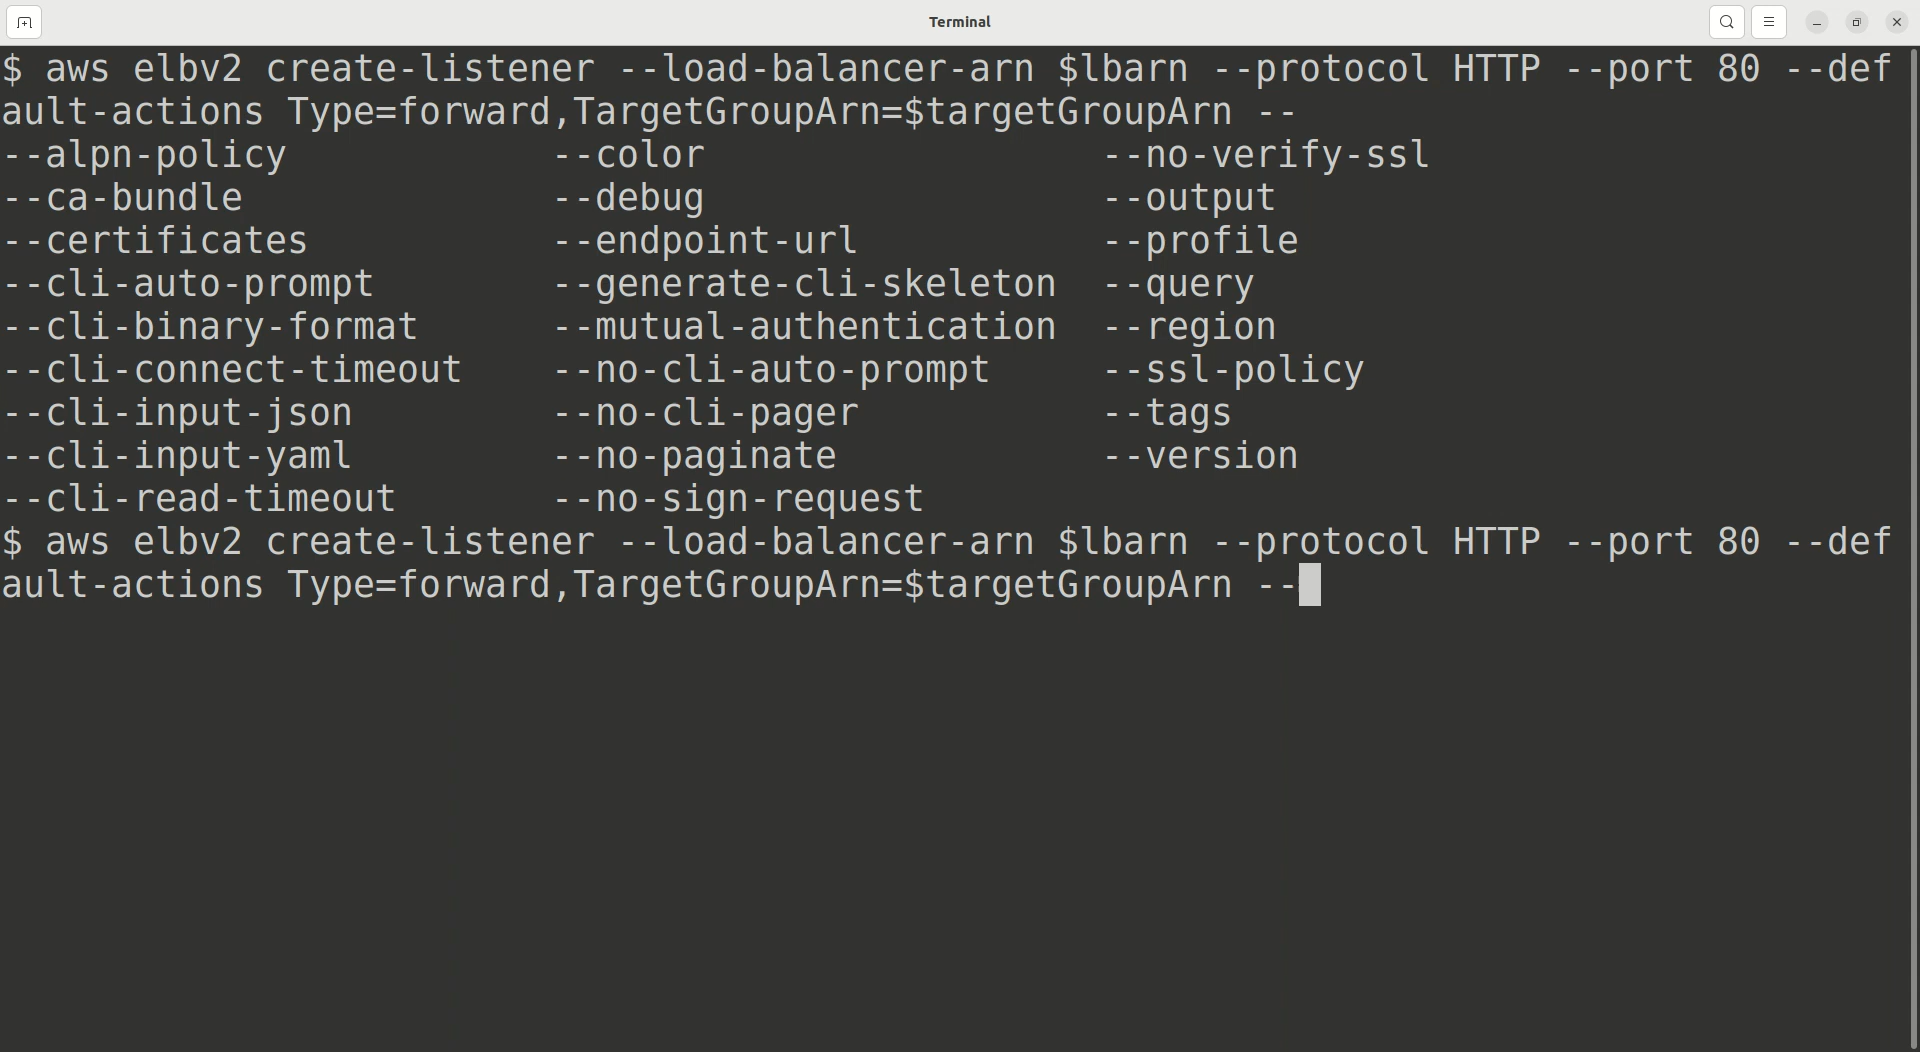 Terminal
$ aws elbv2 create-listener --load-balancer-arn $lbarn --protocol HTTP --port 80 --def
ault-actions Type=forward,TargetGroupArn=$targetGroupArn --
--alpn-policy --color --no-verify-ssl
--ca-bundle --debug --output
--certificates --endpoint-url --profile
--cli-auto-prompt --generate-cli-skeleton --query
--cli-binary-format --mutual-authentication --region
--cli-connect-timeout --no-cli-auto-prompt --ssl-policy
--cli-input-json --no-cli-pager --tags
--cli-input-yaml --no-paginate --version
--cli-read-timeout --no-sign-request
$ aws elbv2 create-listener --load-balancer-arn $lbarn --protocol HTTP --port 80 --def
ault-actions Type=forward,TargetGroupArn=$targetGroupArn --